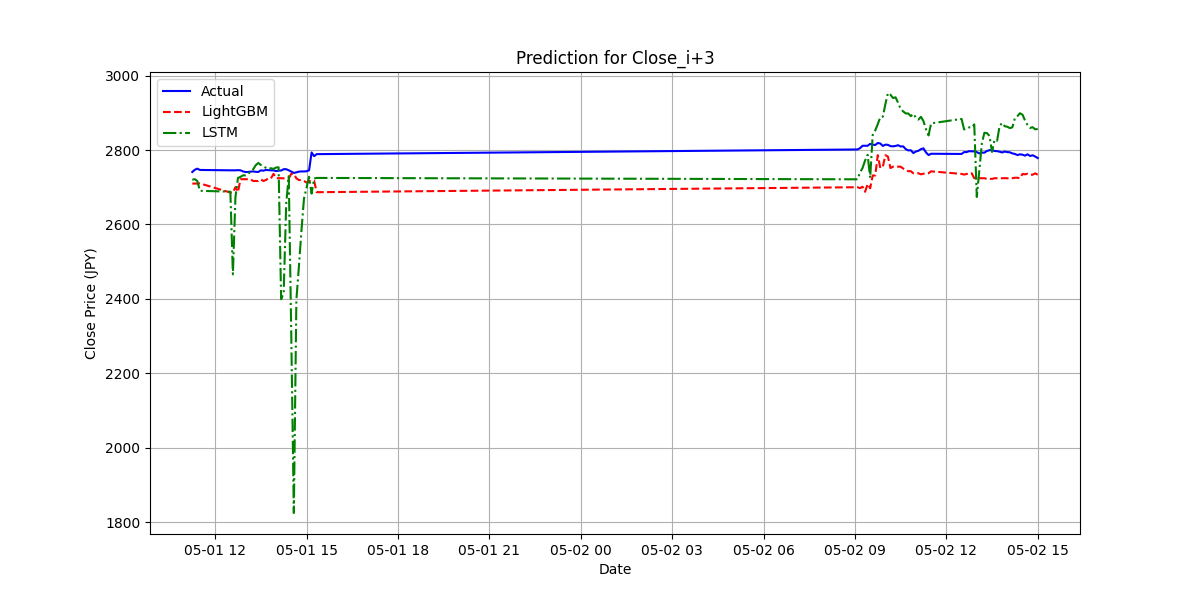 Prediction for Close_i+3
Actual
LightGBM
LSTM
3000
2800
2600
2400
2200
2000
1800
Close Price (JPY)
05-01 12
05-01 15
05-01 18
05-01 21
05-02 00
05-02 03
05-02 06
05-02 09
05-02 12
05-02 15
Date